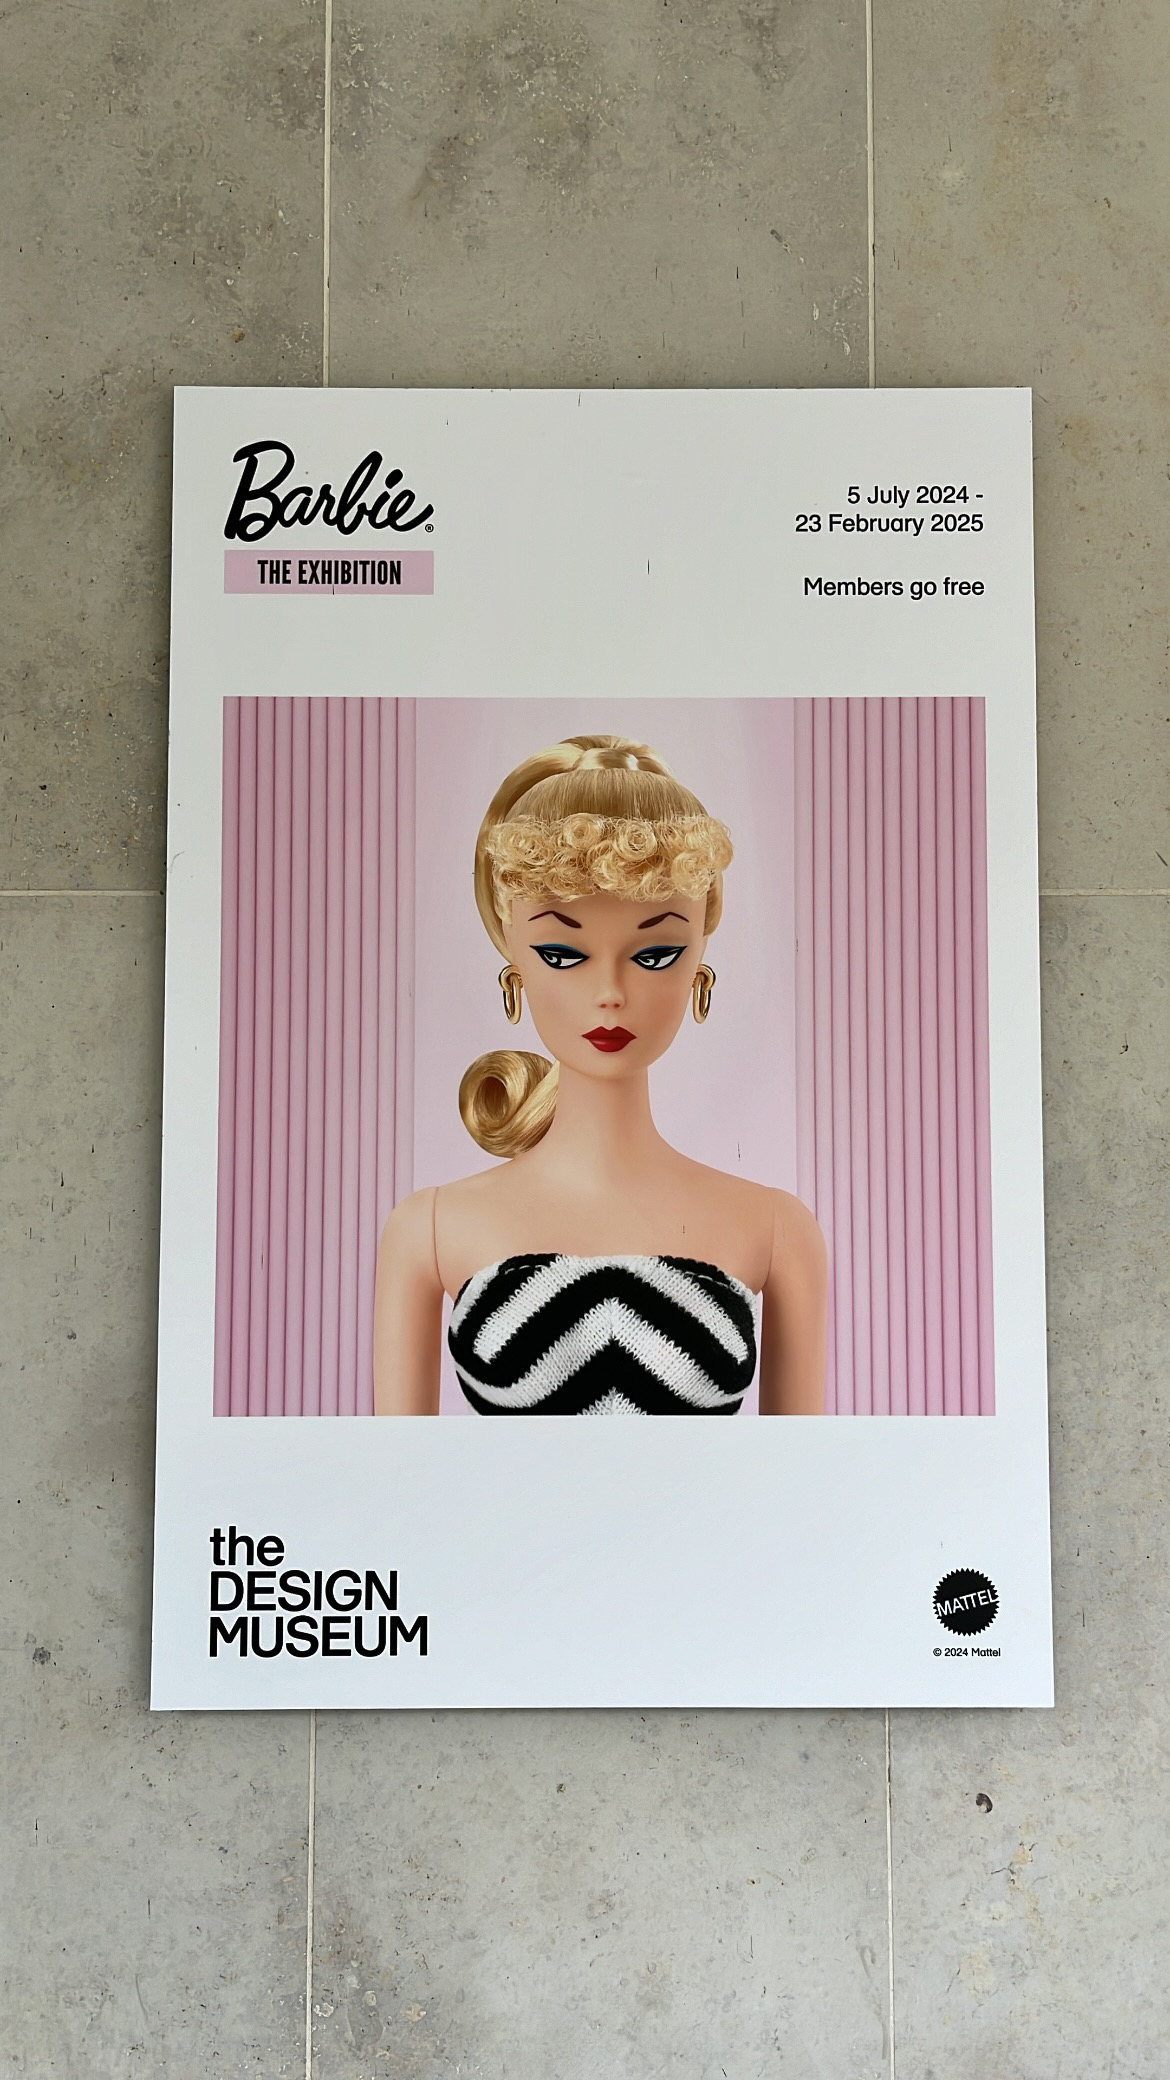 Barbie®
THE EXHIBITION
5 July 2024 -
23 February 2025
Members go free
the
DESIGN
MUSEUM
MATTEL
© 2024 Mattel